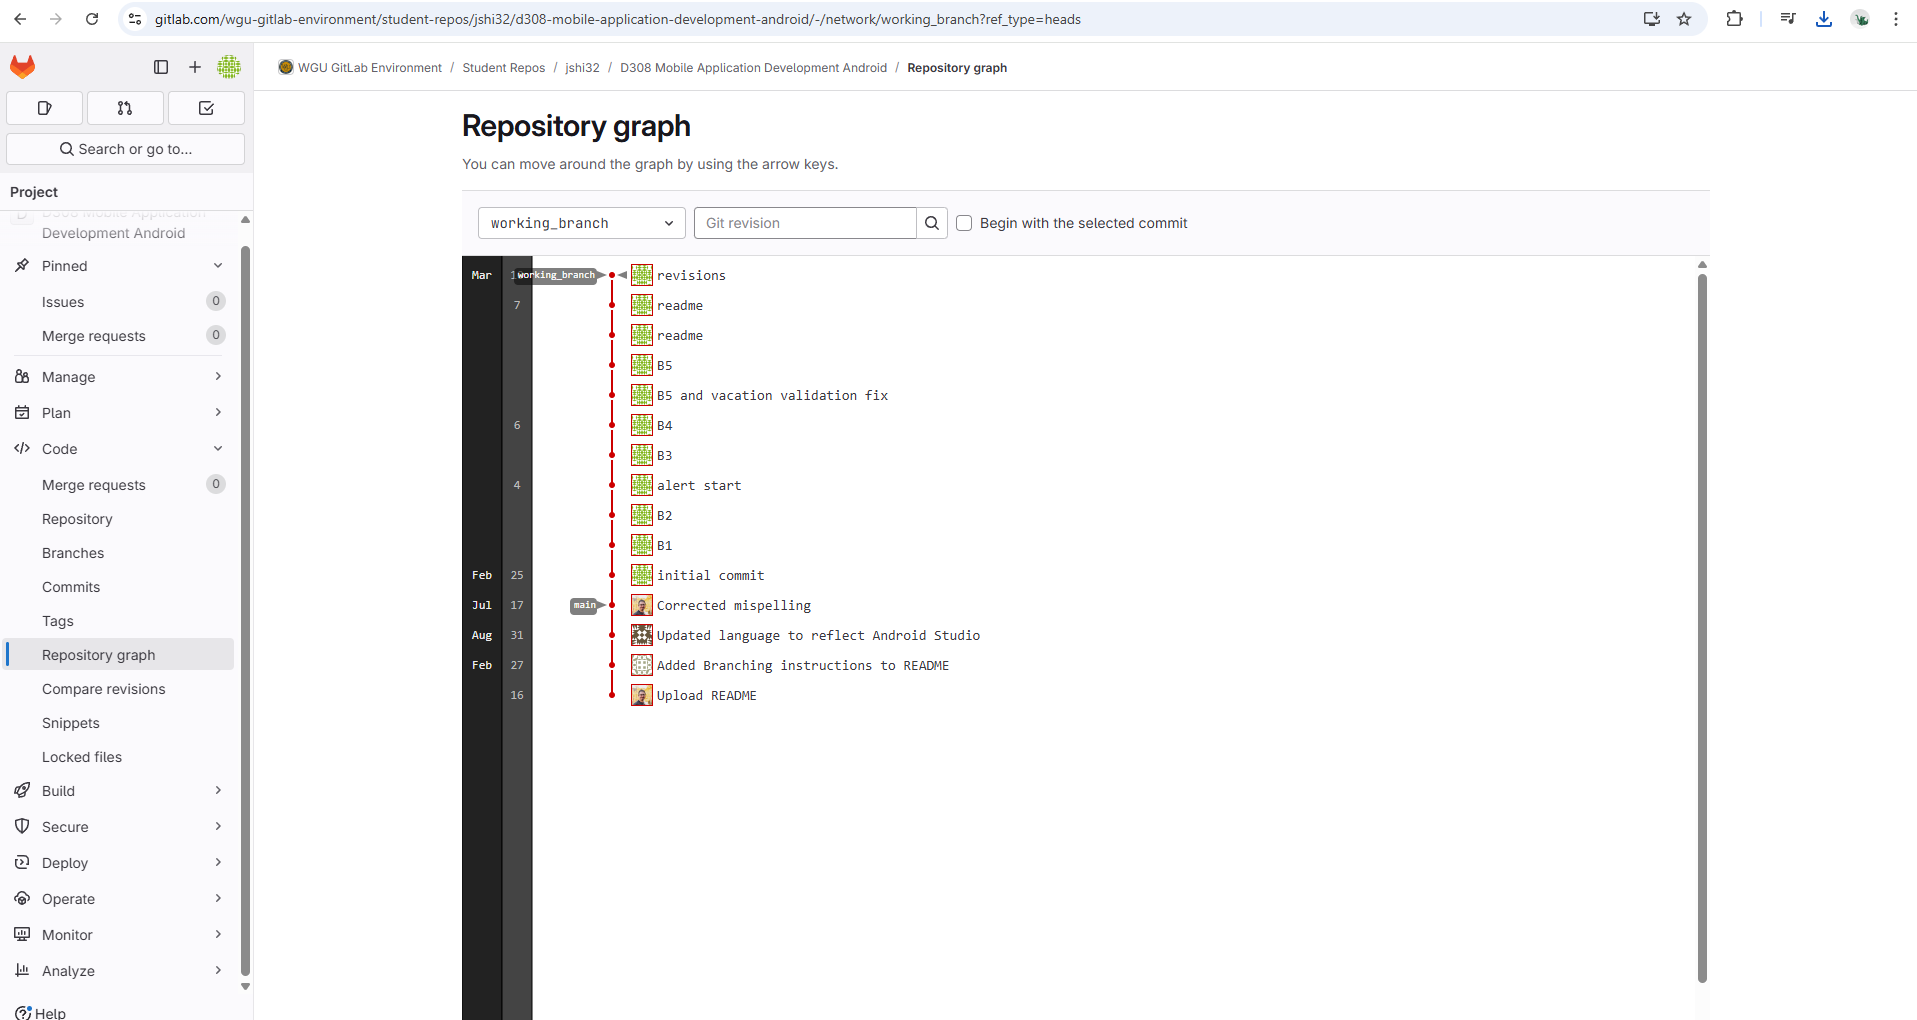 gitlab.com/wgu-gitlab-environment/student-repos/jshi32/d308-mobile-application-development-android/-/network/working_branch?ref_type=heads
WGU GitLab Environment / Student Repos / jshi32 / D308 Mobile Application Development Android / Repository graph
Search or go to...
Project
D308 Mobile Application
Development Android
Pinned
Issues 0
Merge requests 0
Manage
Plan
Code
Merge requests 0
Repository
Branches
Commits
Tags
Repository graph
Compare revisions
Snippets
Locked files
Build
Secure
Deploy
Operate
Monitor
Analyze
Help
Repository graph
You can move around the graph by using the arrow keys.
working_branch Git revision Begin with the selected commit
Mar working_branch revisions
7 readme
readme
B5
B5 and vacation validation fix
6 B4
B3
4 alert start
B2
B1
Feb 25 initial commit
Jul 17 main Corrected mispelling
Aug 31 Updated language to reflect Android Studio
Feb 27 Added Branching instructions to README
16 Upload README